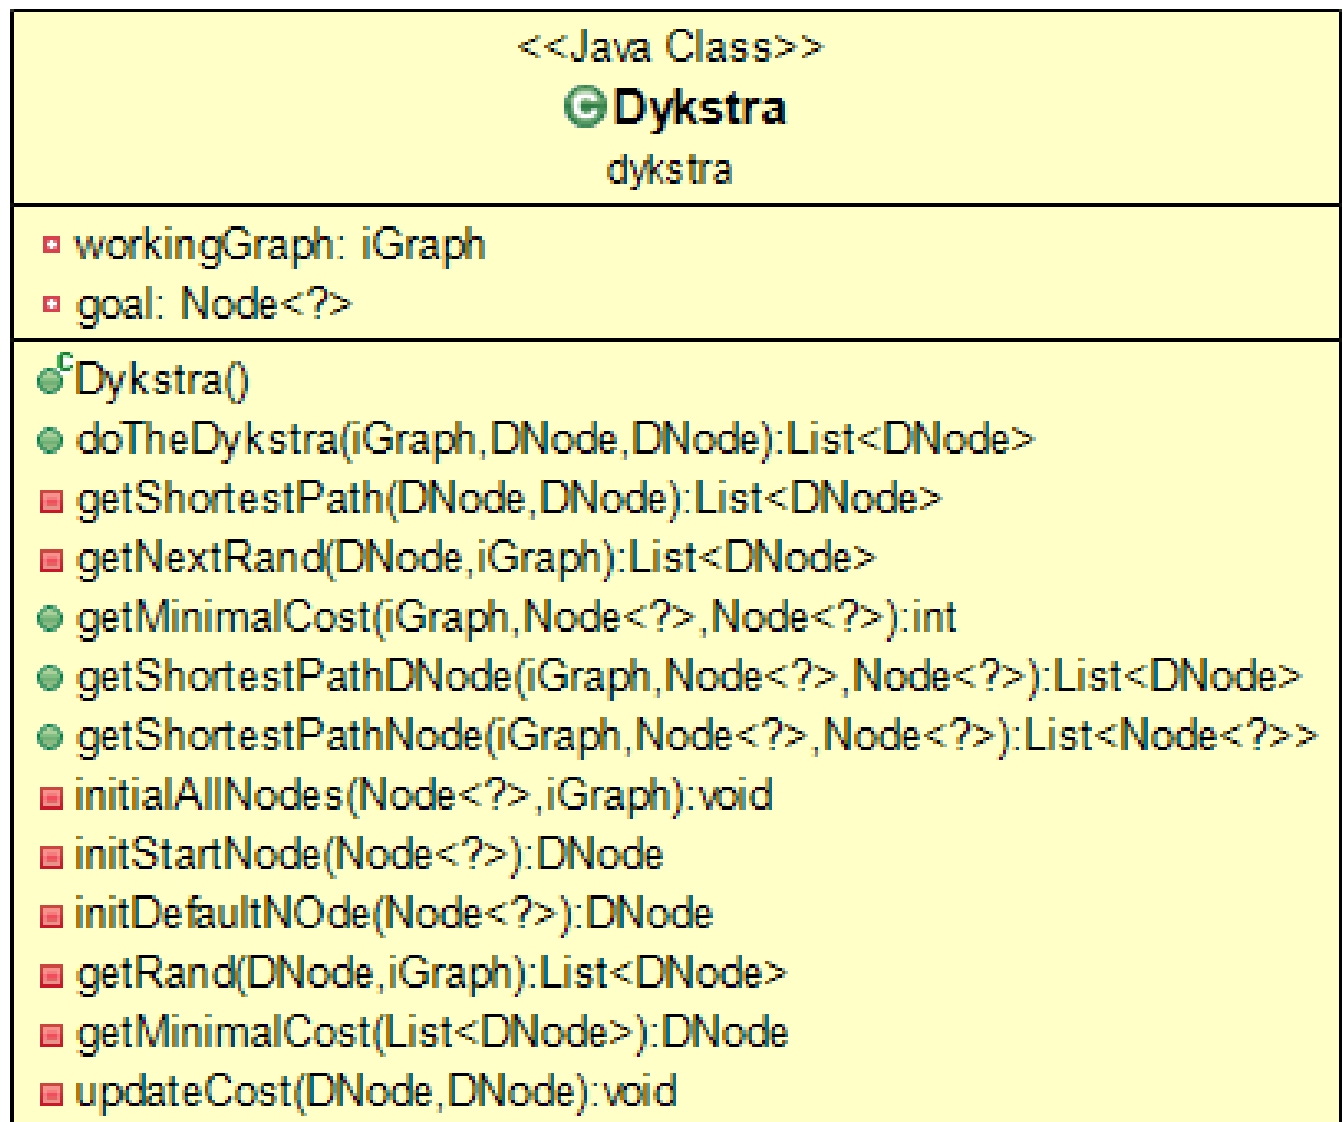 <<Java Class>>
Dykstra
dykstra
workingGraph: iGraph
goal: Node<?>
Dykstra()
doTheDykstra(iGraph,DNode,DNode):List<DNode>
getShortestPath(DNode,DNode):List<DNode>
getNextRand(DNode,iGraph):List<DNode>
getMinimalCost(iGraph,Node<?>,Node<?>):int
getShortestPathDNode(iGraph,Node<?>,Node<?>):List<DNode>
getShortestPathNode(iGraph,Node<?>,Node<?>):List<Node<?>>
initialAllNodes(Node<?>,iGraph):void
initStartNode(Node<?>):DNode
initDefaultNOde(Node<?>):DNode
getRand(DNode,iGraph):List<DNode>
getMinimalCost(List<DNode>):DNode
updateCost(DNode,DNode):void